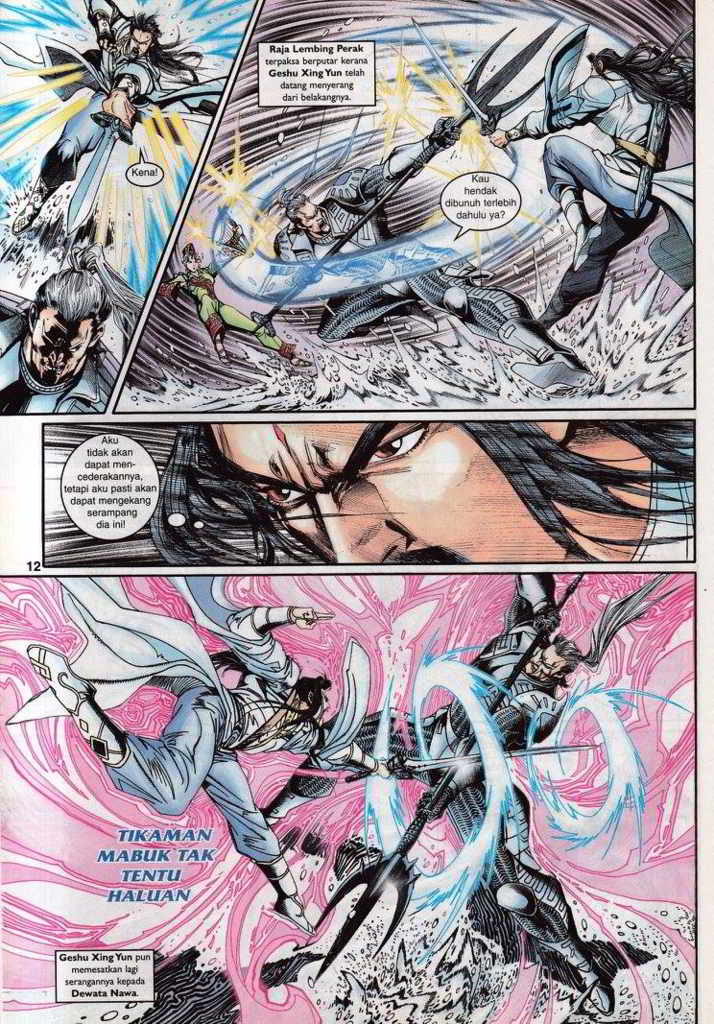 Kena!
Raja Lembing Perak
terpaksa berputar kerana
Geshu Xing Yun telah
datang menyerang
dari belakangnya.
Kau
hendak
dibunuh terlebih
dahulu ya?
Aku
tidak akan
dapat men-
cederakannya,
tetapi aku pasti akan
dapat mengekang
serampang
dia ini!
12
TIKAMAN
MABUK TAK
TENTU
HALUAN
Geshu Xing Yun pun
memesatkan lagi
serangannya kepada
Dewata Nawa.